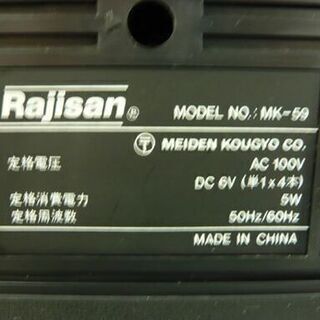 Rajisan® MODEL NO.: MK-59
MEIDEN KOUGYO CO.
定格電圧 AC 100V
DC 6V (単1x4本)
定格消費電力 5W
定格周波数 50Hz/60Hz
MADE IN CHINA